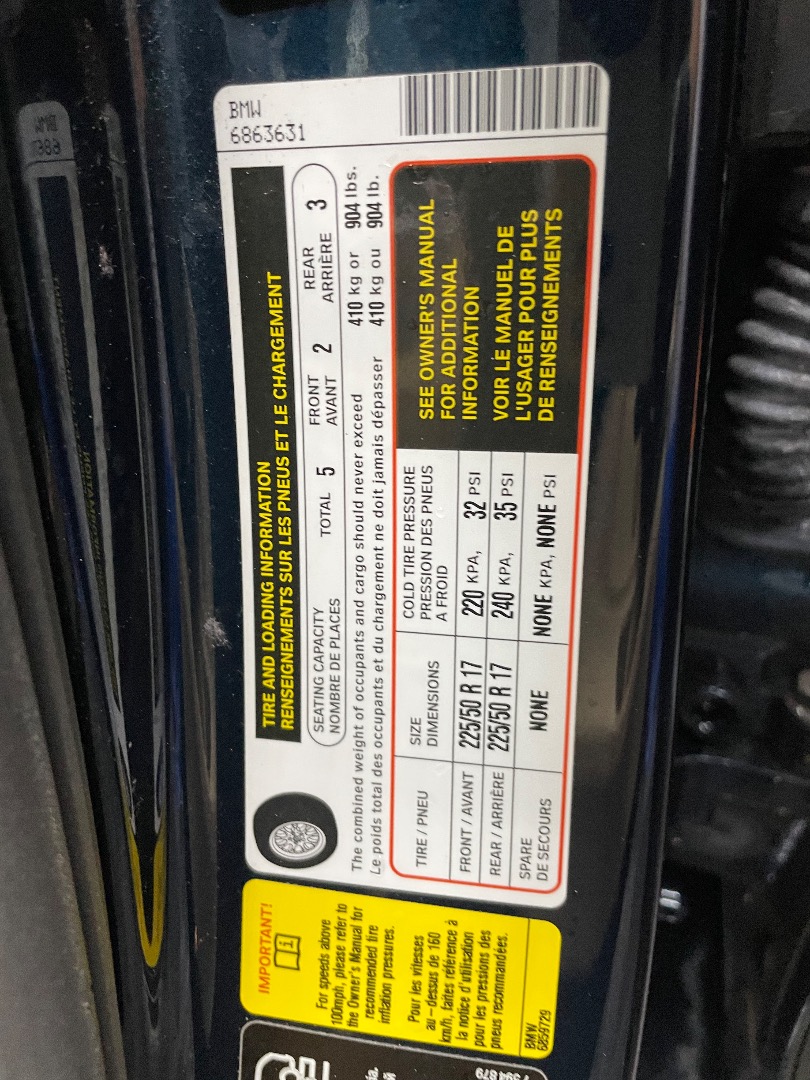 BMW
6863631
TIRE AND LOADING INFORMATION
RENSEIGNEMENTS SUR LES PNEUS ET LE CHARGEMENT
SEATING CAPACITY
NOMBRE DE PLACES
TOTAL 5
FRONT
AVANT
2
REAR
ARRIÈRE
3
The combined weight of occupants and cargo should never exceed 410 kg or 904 lbs.
Le poids total des occupants et du chargement ne doit jamais dépasser 410 kg ou 904 lb.
TIRE / PNEU
SIZE
DIMENSIONS
COLD TIRE PRESSURE
PRESSION DES PNEUS
A FROID
FRONT / AVANT 225/50 R 17 220 KPA, 32 PSI
REAR / ARRIÈRE 225/50 R 17 240 KPA, 35 PSI
SPARE
DE SECOURS
NONE NONE KPA, NONE PSI
SEE OWNER'S MANUAL
FOR ADDITIONAL
INFORMATION
VOIR LE MANUEL DE
L'USAGER POUR PLUS
DE RENSEIGNEMENTS
IMPORTANT!
For speeds above
100mph, please refer to
the Owner's Manual for
recommended tire
inflation pressures.
Pour les vitesses
au-dessus de 160
km/h, faites référence à
la notice d'utilisation
pour les pressions des
pneus recommandées.
BMW
6859729